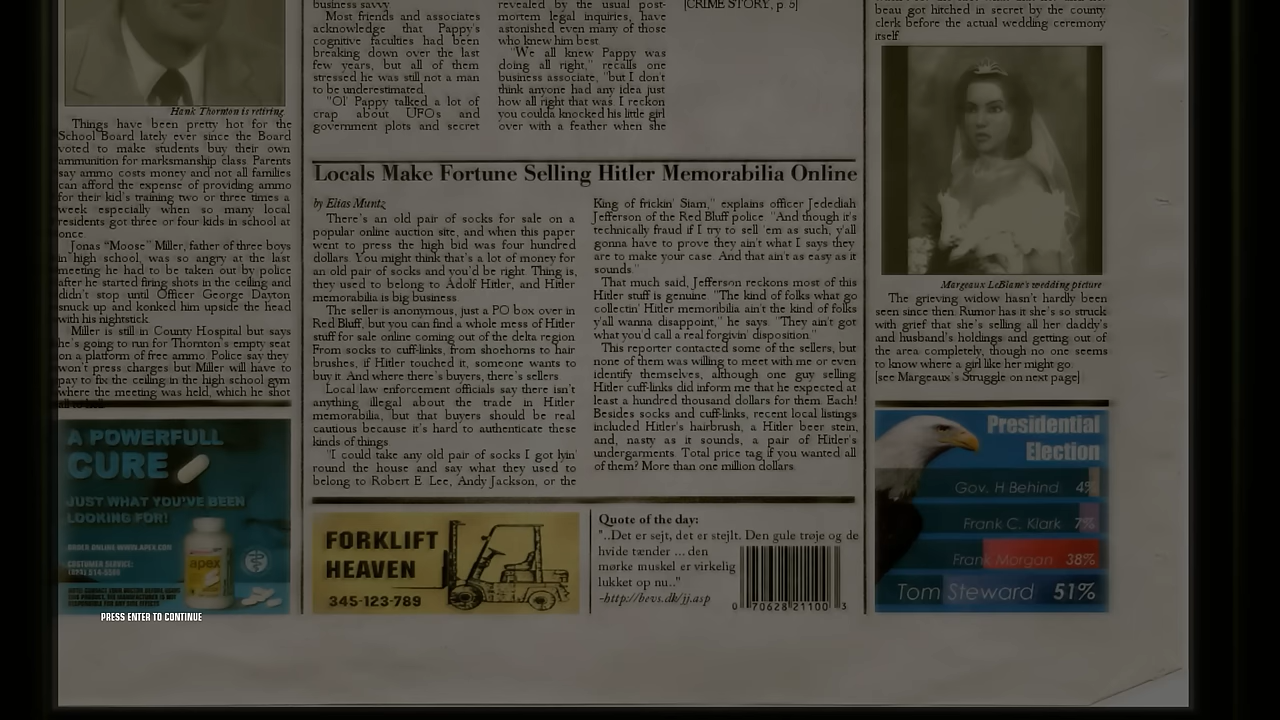 business savvy
Most friends and associates
acknowledge that Pappy's
cognitive faculties had been
breaking down over the last
few years, but all of them
stressed he was still not a man
to be underestimated
"Ol' Pappy talked a lot of
crap about UFOs and
government plots and secret
revealed by the usual post-
mortem legal inquiries, have
astonished even many of those
who knew him best.
"We all knew Pappy was
doing all right," recalls one
business associate, "but I don't
think anyone had any idea just
how all right that was. I reckon
you coulda knocked his little girl
over with a feather when she
[CRIME STORY, p. 5]
beau got hitched in secret by the county
clerk before the actual wedding ceremony
itself
Hank Thornton is retiring
Things have been pretty hot for the
School Board lately ever since the Board
voted to make students buy their own
ammunition for marksmanship class. Parents
say ammo costs money and not all families
can afford the expense of providing ammo
for their kid's training two or three times a
week especially when so many local
residents got three or four kids in school at
once.
Jonas "Moose" Miller, father of three boys
in high school, was so angry at the last
meeting he had to be taken out by police
after he started firing shots in the ceiling and
didn't stop until Officer George Dayton
snuck up and konked him upside the head
with his nightstick.
Miller is still in County Hospital but says
he's going to run for Thornton's empty seat
on a platform of free ammo. Police say they
won't press charges but Miller will have to
pay to fix the ceiling in the high school gym
where the meeting was held, which he shot
all to hell.
Locals Make Fortune Selling Hitler Memorabilia Online
by Elias Muntz
There's an old pair of socks for sale on a
popular online auction site, and when this paper
went to press the high bid was four hundred
dollars. You might think that's a lot of money for
an old pair of socks and you'd be right. Thing is,
they used to belong to Adolf Hitler, and Hitler
memorabilia is big business.
The seller is anonymous, just a PO box over in
Red Bluff, but you can find a whole mess of Hitler
stuff for sale online coming out of the delta region.
From socks to cuff-links, from shoehorns to hair
brushes, if Hitler touched it, someone wants to
buy it. And where there's buyers, there's sellers.
Local law enforcement officials say there isn't
anything illegal about the trade in Hitler
memorabilia, but that buyers should be real
cautious because it's hard to authenticate these
kinds of things.
"I could take any old pair of socks I got lyin'
round the house and say what they used to
belong to Robert E. Lee, Andy Jackson, or the
King of frickin' Siam," explains officer Jedediah
Jefferson of the Red Bluff police. "And though it's
technically fraud if I try to sell 'em as such, y'all
gonna have to prove they ain't what I says they
are to make your case. And that ain't as easy as it
sounds."
That much said, Jefferson reckons most of this
Hitler stuff is genuine. "The kind of folks what go
collectin' Hitler memoribilia ain't the kind of folks
y'all wanna disappoint," he says. "They ain't got
what you'd call a real forgivin' disposition."
This reporter contacted some of the sellers, but
none of them was willing to meet with me or even
identify themselves, although one guy selling
Hitler cuff-links did inform me that he expected at
least a hundred thousand dollars for them. Each!
Besides socks and cuff-links, recent local listings
included Hitler's hairbrush, a Hitler beer stein,
and, nasty as it sounds, a pair of Hitler's
undergarments. Total price tag if you wanted all
of them? More than one million dollars.
Margeaux LeBlanc's wedding picture
The grieving widow hasn't hardly been
seen since then. Rumor has it she's so struck
with grief that she's selling all her daddy's
and husband's holdings and getting out of
the area completely, though no one seems
to know where a girl like her might go.
[see Margeaux's Struggle on next page]
A POWERFULL
CURE
JUST WHAT YOU'VE BEEN
LOOKING FOR!
ORDER ONLINE: WWW.APEX.COM
CUSTOMER SERVICE:
apex
PRESS ENTER TO CONTINUE
FORKLIFT
HEAVEN
345-123-789
Quote of the day:
"..Det er sejt, det er stejlt. Den gule trøje og de
hvide tænder ... den
mørke muskel er virkelig
lukket op nu.."
-http://bevs.dk/jj.asp
0 70628 21100 3
Presidential
Election
Gov. H Behind 4%
Frank C. Klark 7%
Frank Morgan 38%
Tom Steward 51%